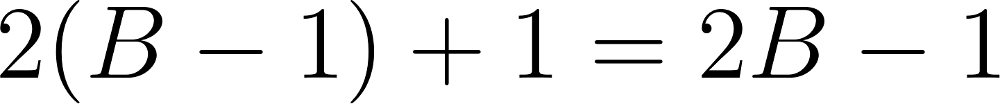 2(B − 1) + 1 = 2B − 1